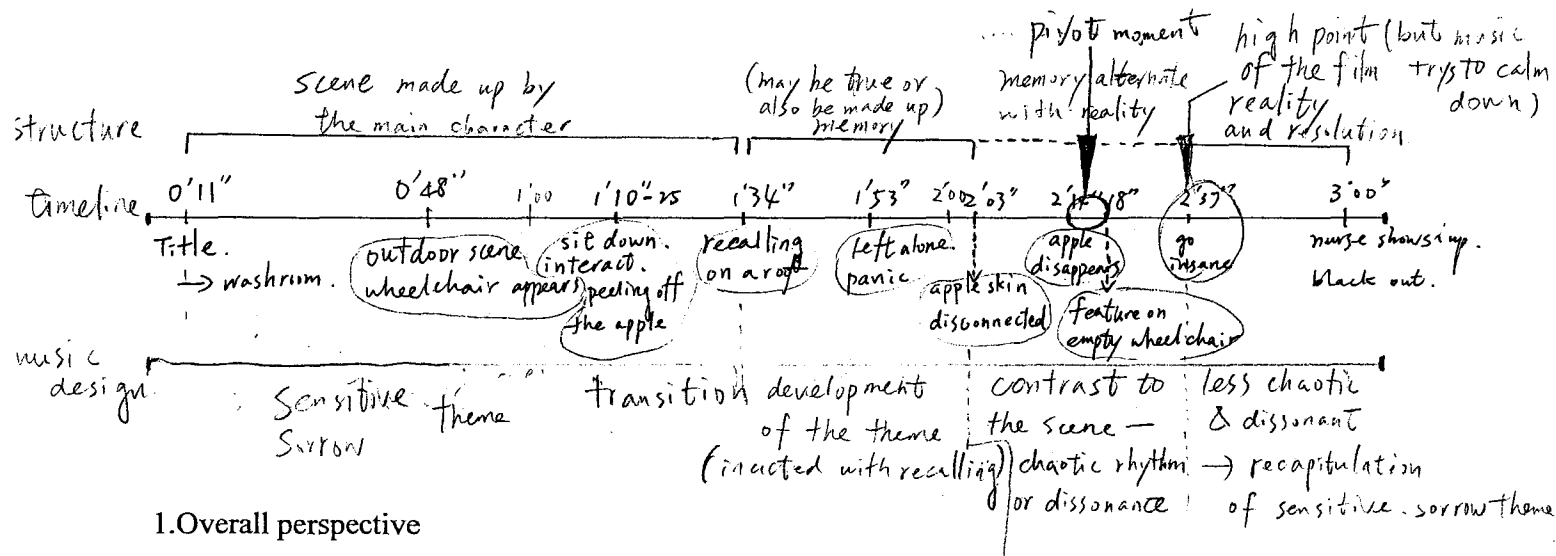 .... pivot moment
high point (but music
of the film trys to calm
down)
scene made up by
the main character
(may be true or
also be made up)
memory
memory alternate
with reality
reality
and resolution
structure
timeline
0'11"
0'48"
1'00
1'10"-25
1'34"
1'53"
2'00
2'03"
18"
2'37"
3'00"
Title.
→ washroom.
outdoor scene
wheelchair appears
sit down.
interact.
peeling off
the apple
recalling
on a roof
left alone.
panic
apple skin
disconnected
apple
disappears
feature on
empty wheelchair
go
insane
nurse shows up.
black out.
music
design
Sensitive theme
Sorrow
transition
development
of the theme
(inacted with recalling)
contrast to
the scene —
chaotic rhythm
or dissonance
less chaotic
& dissonant
→ recapitulation
of sensitive. sorrow theme
1.Overall perspective